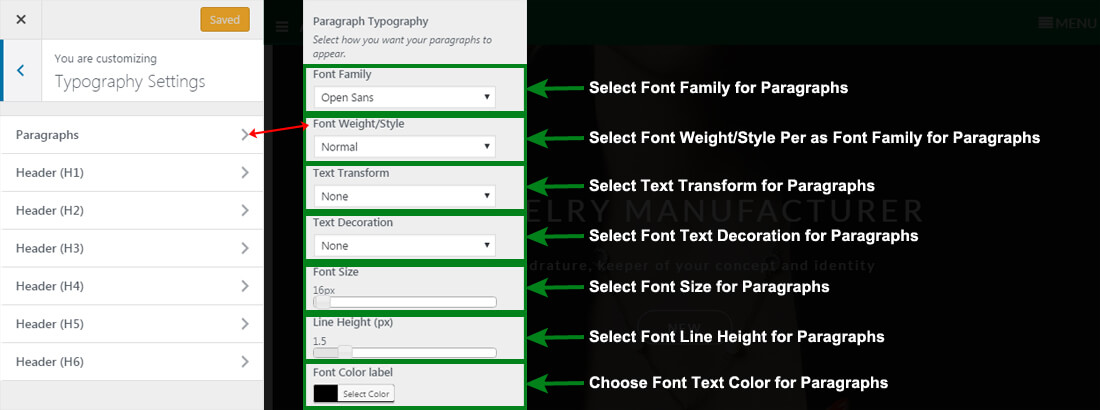 Saved
You are customizing
Typography Settings
Paragraphs
Header (H1)
Header (H2)
Header (H3)
Header (H4)
Header (H5)
Header (H6)
Paragraph Typography
Select how you want your paragraphs to
appear.
Font Family
Open Sans
Font Weight/Style
Normal
Text Transform
None
Text Decoration
None
Font Size
16px
Line Height (px)
1.5
Font Color label
Select Color
MENU
Select Font Family for Paragraphs
Select Font Weight/Style Per as Font Family for Paragraphs
Select Text Transform for Paragraphs
ELRY MANUFACTURER
Select Font Text Decoration for Paragraphs
drature, keeper of your concept and identity
Select Font Size for Paragraphs
Select Font Line Height for Paragraphs
Choose Font Text Color for Paragraphs